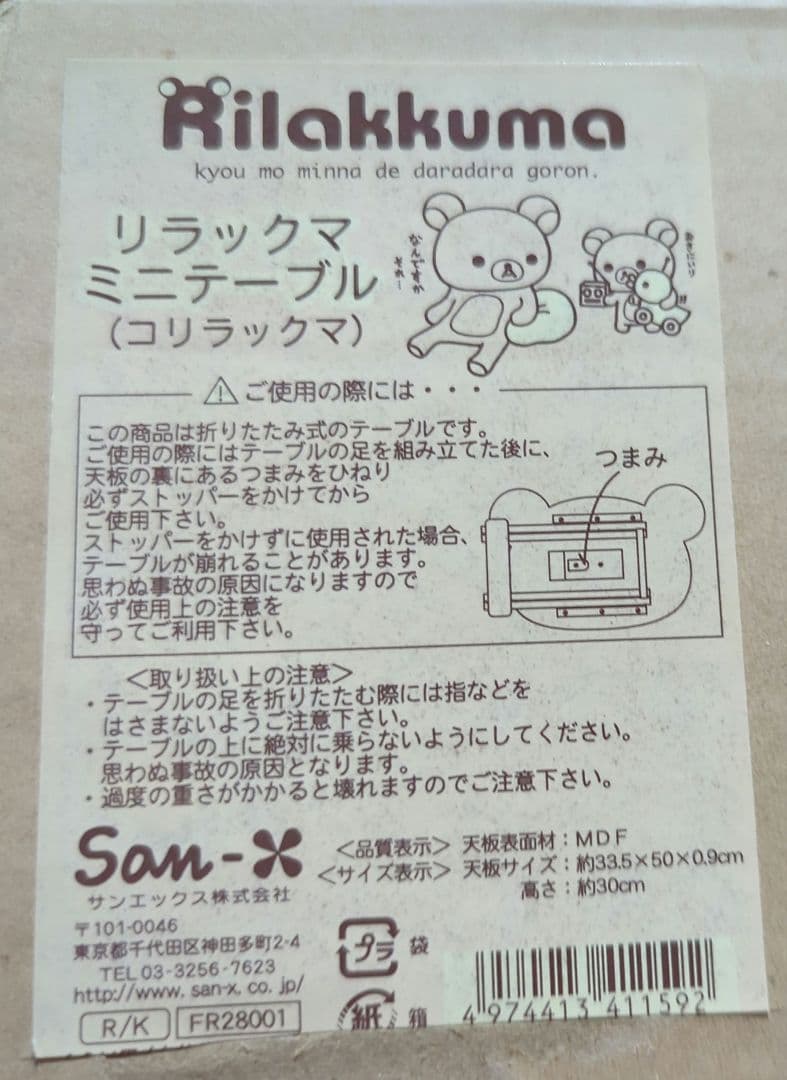 Rilakkuma
kyou mo minna de daradara goron.
リラックマ
ミニテーブル
(コリラックマ)
なんですか
それ…
おきにいり
⚠ご使用の際には・・・
この商品は折りたたみ式のテーブルです。
ご使用の際にはテーブルの足を組み立てた後に、
天板の裏にあるつまみをひねり
必ずストッパーをかけてから
ご使用下さい。
ストッパーをかけずに使用された場合、
テーブルが崩れることがあります。
思わぬ事故の原因になりますので
必ず使用上の注意を
守ってご利用下さい。
つまみ
＜取り扱い上の注意＞
・テーブルの足を折りたたむ際には指などを
はさまないようご注意下さい。
・テーブルの上に絶対に乗らないようにしてください。
思わぬ事故の原因となります。
・過度の重さがかかると壊れますのでご注意下さい。
San-X
サンエックス株式会社
〒101-0046
東京都千代田区神田多町2-4
TEL 03-3256-7623
http://www.san-x.co.jp/
R/K FR28001
＜品質表示＞ 天板表面材：MDF
＜サイズ表示＞ 天板サイズ：約33.5×50×0.9cm
高さ：約30cm
プラ 袋
紙 箱
4 974413 411592